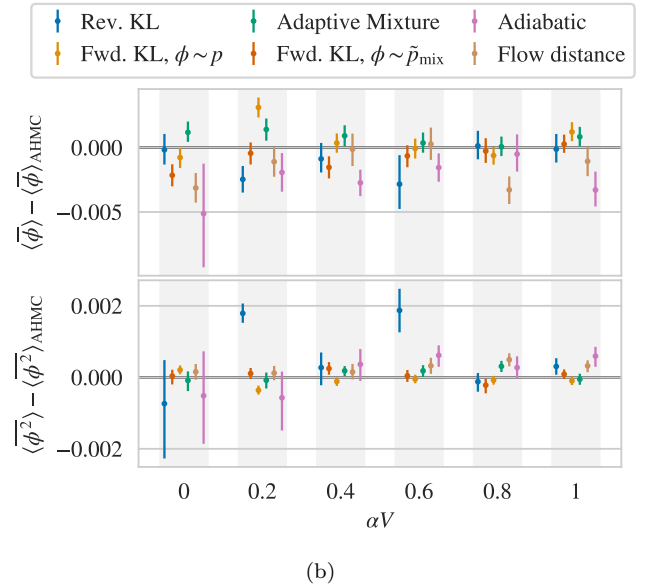 Rev. KL Adaptive Mixture Adiabatic
Fwd. KL, ϕ ∼ p Fwd. KL, ϕ ∼ p̃mix Flow distance
0.000
−0.005
⟨ϕ̅⟩ − ⟨ϕ̅⟩AHMC
0.002
0.000
−0.002
⟨ϕ̅²⟩ − ⟨ϕ̅²⟩AHMC
0 0.2 0.4 0.6 0.8 1
αV
(b)